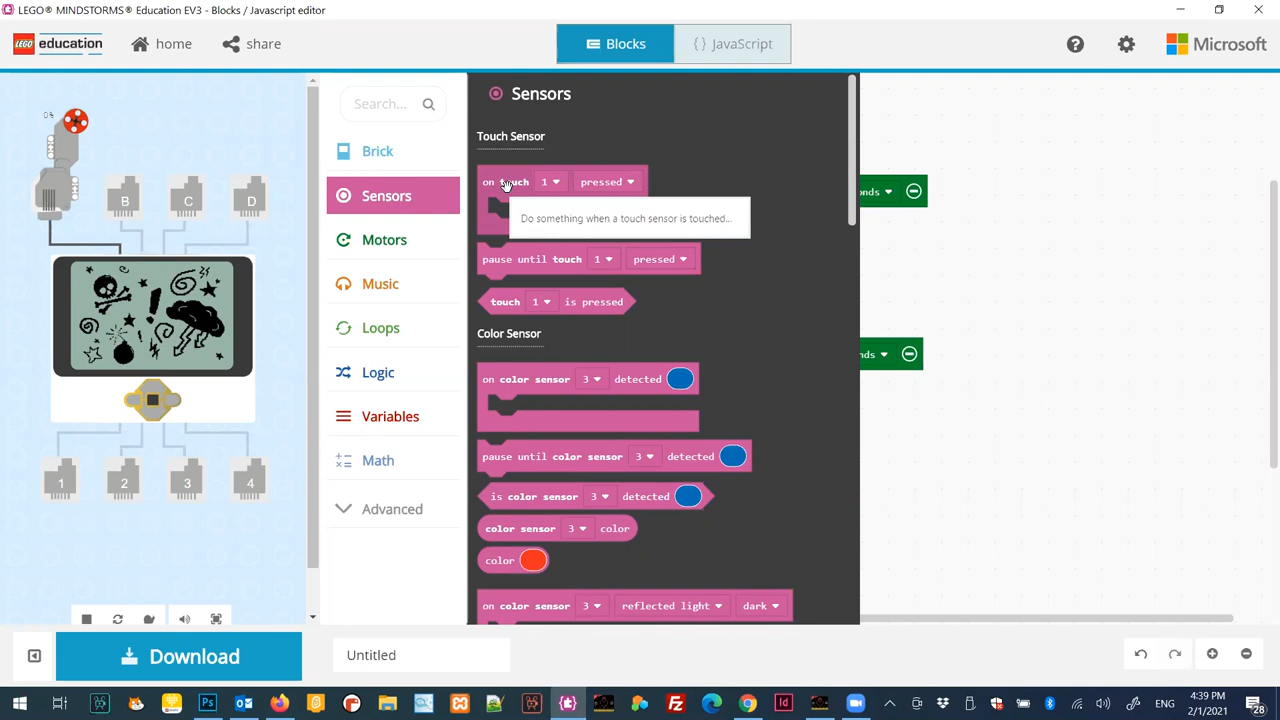 LEGO® MINDSTORMS® Education EV3 - Blocks / Javascript editor
LEGO education
home
share
Blocks
{ } JavaScript
Microsoft
Search...
Brick
Sensors
Motors
Music
Loops
Logic
Variables
Math
Advanced
Sensors
Touch Sensor
on touch 1 pressed
Do something when a touch sensor is touched...
pause until touch 1 pressed
touch 1 is pressed
Color Sensor
on color sensor 3 detected
pause until color sensor 3 detected
is color sensor 3 detected
color sensor 3 color
color
on color sensor 3 reflected light dark
onds
nds
B
C
D
1
2
3
4
Download
Untitled
ENG
4:39 PM
2/1/2021
28